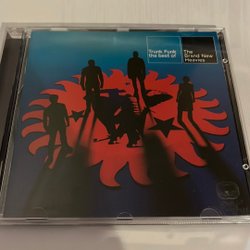 Trunk Funk
the best of
The
Brand New
Heavies